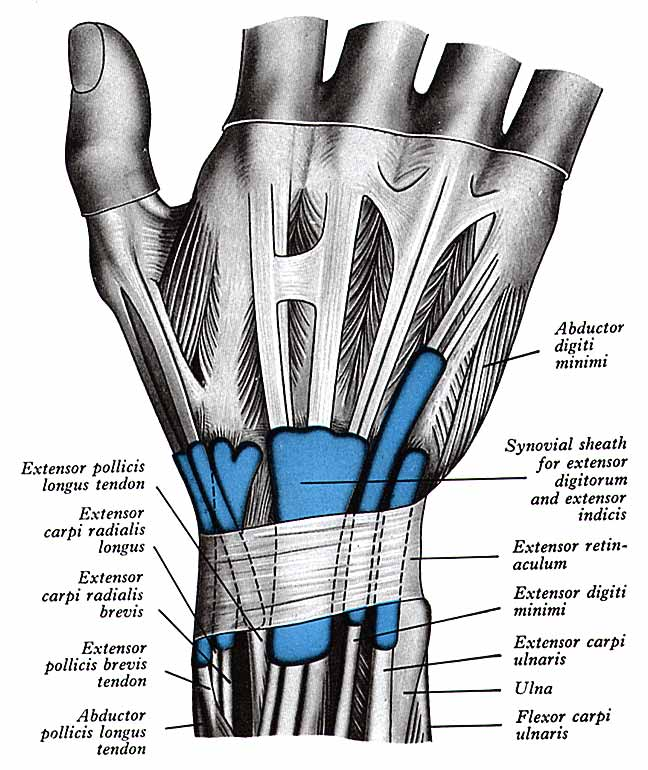 Abductor
digiti
minimi
Synovial sheath
for extensor
digitorum
and extensor
indicis
Extensor retin-
aculum
Extensor digiti
minimi
Extensor carpi
ulnaris
Ulna
Flexor carpi
ulnaris
Extensor pollicis
longus tendon
Extensor
carpi radialis
longus
Extensor
carpi radialis
brevis
Extensor
pollicis brevis
tendon
Abductor
pollicis longus
tendon